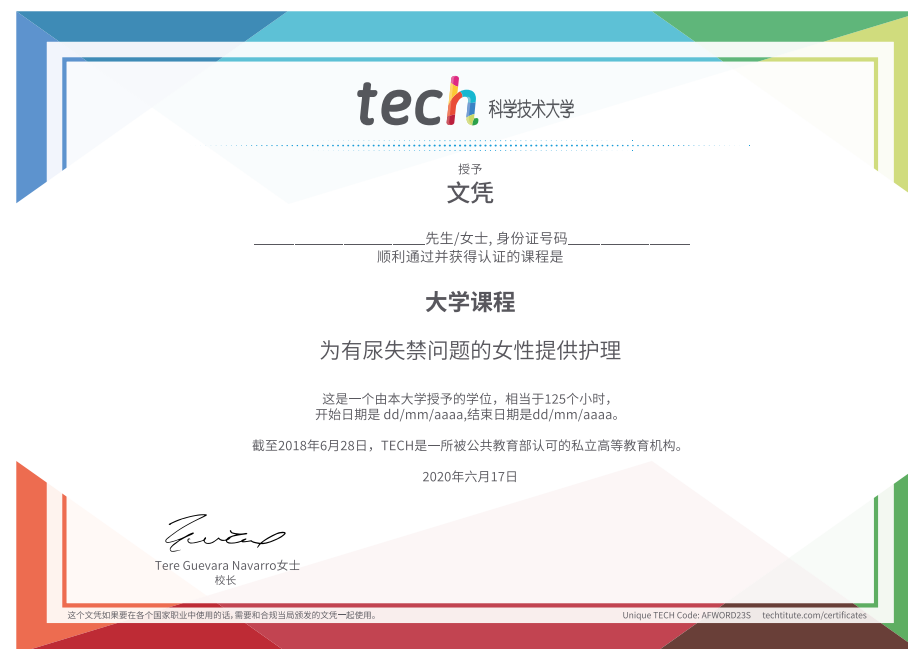 tech 科学技术大学
授予
文凭
先生/女士, 身份证号码
顺利通过并获得认证的课程是
大学课程
为有尿失禁问题的女性提供护理
这是一个由本大学授予的学位，相当于125个小时，
开始日期是 dd/mm/aaaa,结束日期是dd/mm/aaaa。
截至2018年6月28日，TECH是一所被公共教育部认可的私立高等教育机构。
2020年六月17日
Tere Guevara Navarro女士
校长
这个文凭如果要在各个国家职业中使用的话,需要和合规当局颁发的文凭一起使用。
Unique TECH Code: AFWORD23S techtitute.com/certificates